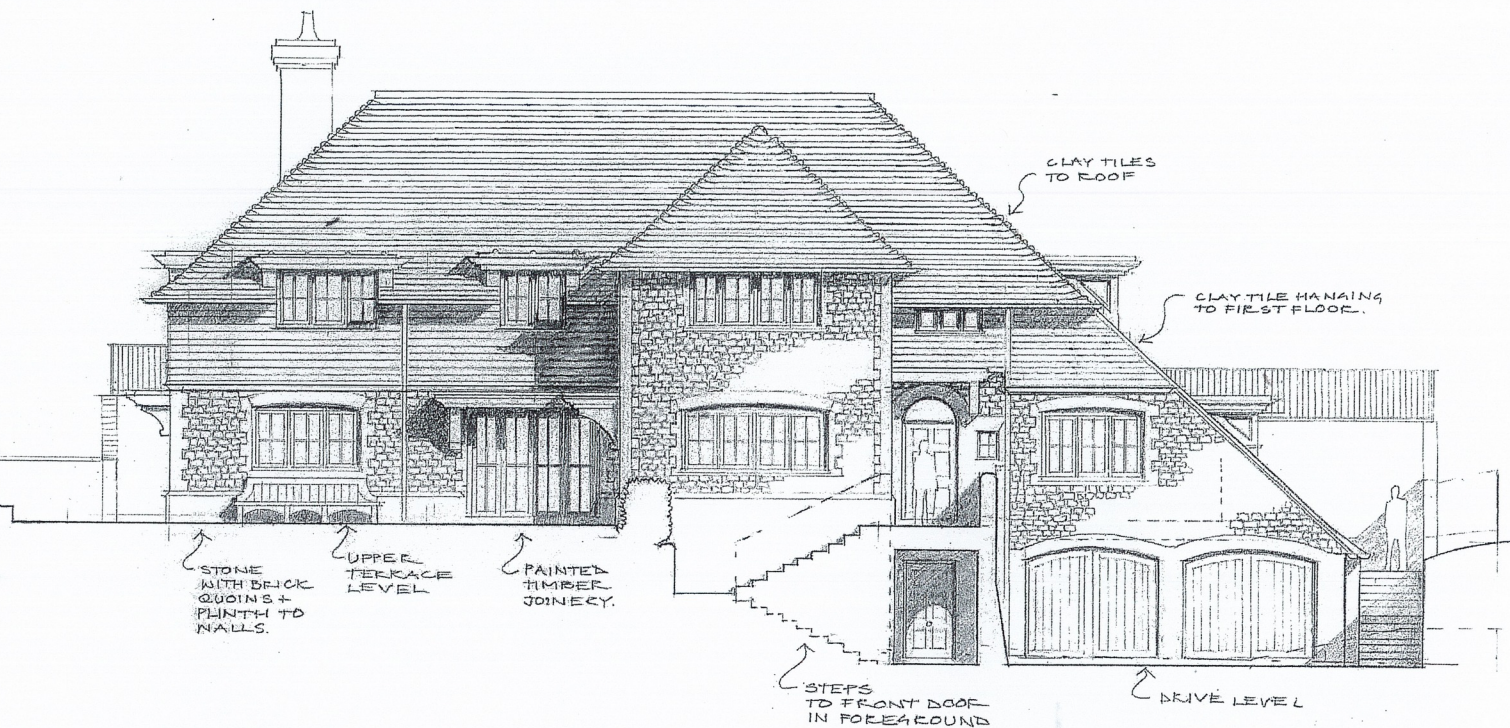 CLAY TILES
TO ROOF
CLAY TILE HANGING
TO FIRST FLOOR.
STONE
WITH BRICK
QUOINS +
PLINTH TO
WALLS.
UPPER
TERRACE
LEVEL
PAINTED
TIMBER
JOINERY.
STEPS
TO FRONT DOOR
IN FOREGROUND
DRIVE LEVEL